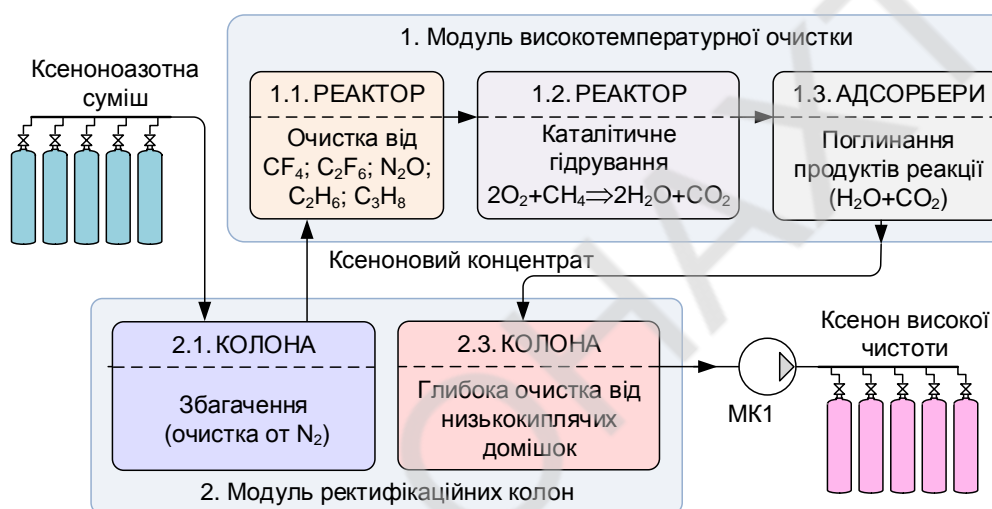 1. Модуль високотемпературної очистки
Ксеноноазотна
суміш
1.1. РЕАКТОР
Очистка від
CF₄; C₂F₆; N₂O;
C₂H₆; C₃H₈
1.2. РЕАКТОР
Каталітичне
гідрування
2O₂+CH₄⇒2H₂O+CO₂
1.3. АДСОРБЕРИ
Поглинання
продуктів реакції
(H₂O+CO₂)
Ксеноновий концентрат
2.1. КОЛОНА
Збагачення
(очистка от N₂)
2.3. КОЛОНА
Глибока очистка від
низькокиплячих
домішок
МК1
Ксенон високої
чистоти
2. Модуль ректифікаційних колон
ОНАХТ